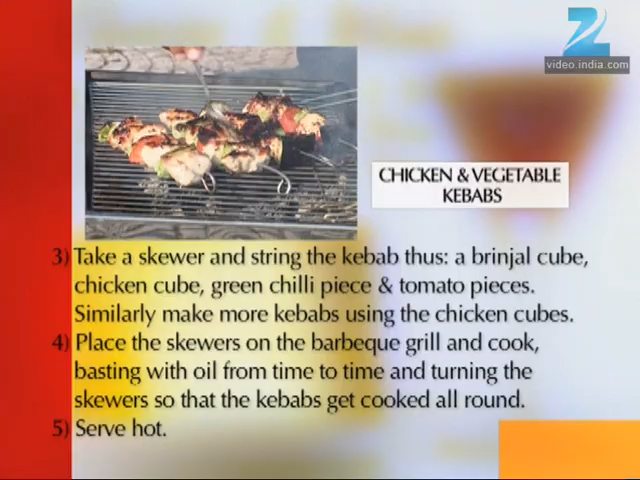 Z
video.india.com
CHICKEN & VEGETABLE
KEBABS
3) Take a skewer and string the kebab thus: a brinjal cube,
chicken cube, green chilli piece & tomato pieces.
Similarly make more kebabs using the chicken cubes.
4) Place the skewers on the barbeque grill and cook,
basting with oil from time to time and turning the
skewers so that the kebabs get cooked all round.
5) Serve hot.